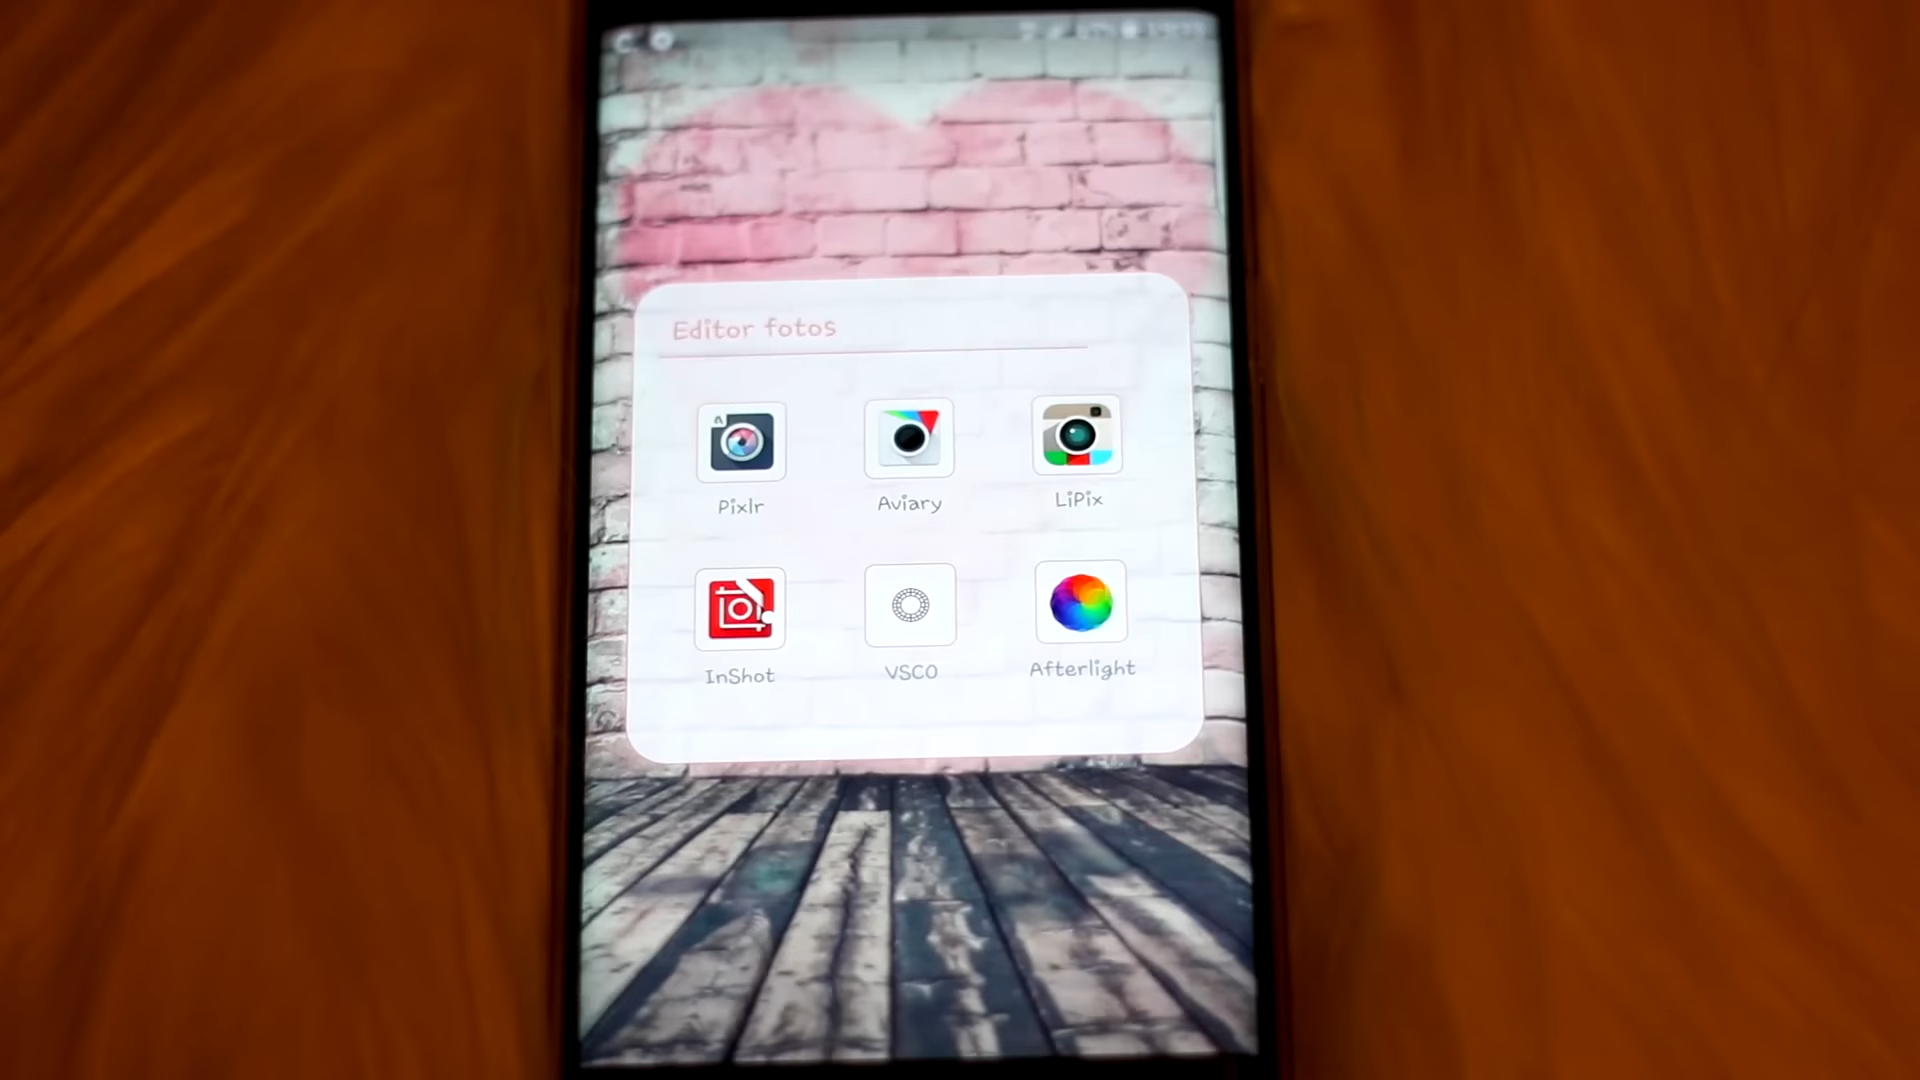 Editor fotos
Pixlr
Aviary
LiPix
InShot
VSCO
Afterlight